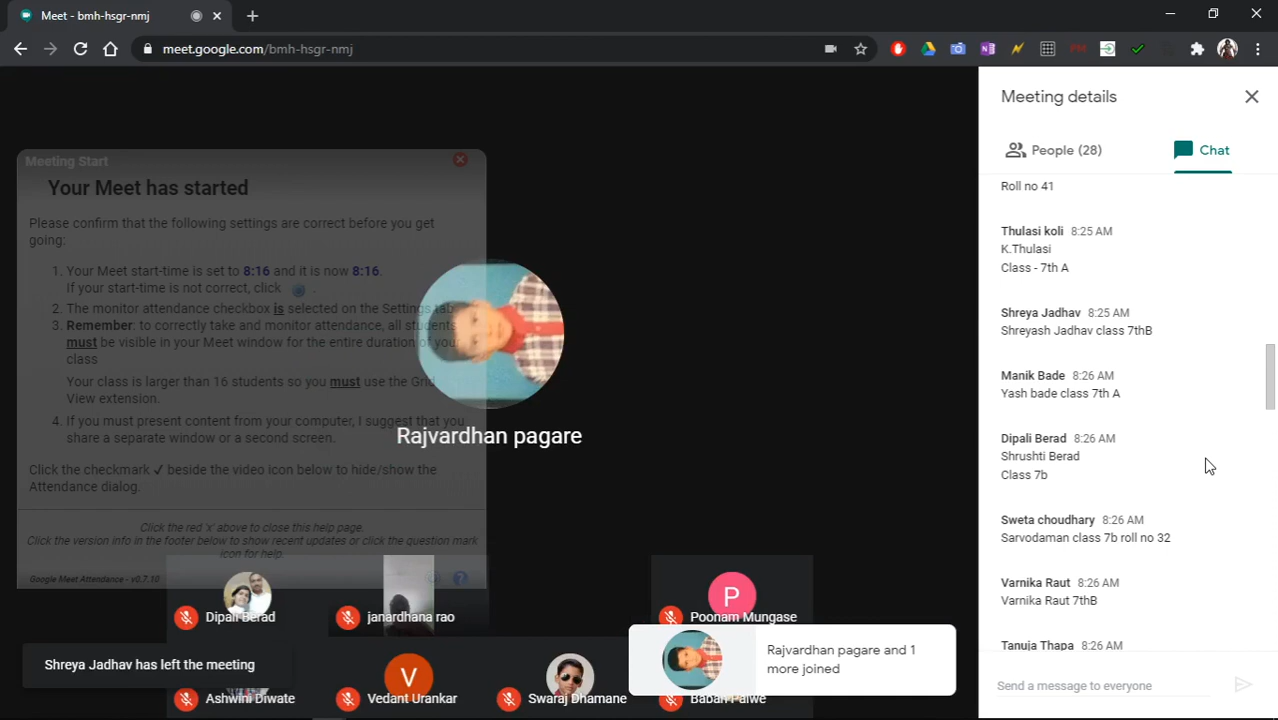 Meet - bmh-hsgr-nmj
meet.google.com/bmh-hsgr-nmj
Meeting details
People (28)
Chat
Roll no 41
Thulasi koli 8:25 AM
K.Thulasi
Class - 7th A
Shreya Jadhav 8:25 AM
Shreyash Jadhav class 7thB
Manik Bade 8:26 AM
Yash bade class 7th A
Dipali Berad 8:26 AM
Shrushti Berad
Class 7b
Sweta choudhary 8:26 AM
Sarvodaman class 7b roll no 32
Varnika Raut 8:26 AM
Varnika Raut 7thB
Tanuja Thapa 8:26 AM
Send a message to everyone
Meeting Start
Your Meet has started
Please confirm that the following settings are correct before you get
going:
1. Your Meet start-time is set to 8:16 and it is now 8:16.
If your start-time is not correct, click .
2. The monitor attendance checkbox is selected on the Settings tab.
3. Remember: to correctly take and monitor attendance, all students
must be visible in your Meet window for the entire duration of your
class
Your class is larger than 16 students so you must use the Grid
View extension.
4. If you must present content from your computer, I suggest that you
share a separate window or a second screen.
Click the checkmark ✓ beside the video icon below to hide/show the
Attendance dialog.
Click the red 'x' above to close this help page.
Click the version info in the footer below to show recent updates or click the question mark
icon for help.
Google Meet Attendance - v0.7.10
Rajvardhan pagare
Dipali Berad
janardhana rao
P
Poonam Mungase
Shreya Jadhav has left the meeting
Rajvardhan pagare and 1
more joined
Ashwini Diwate
V
Vedant Urankar
Swaraj Dhamane
Baban Palwe